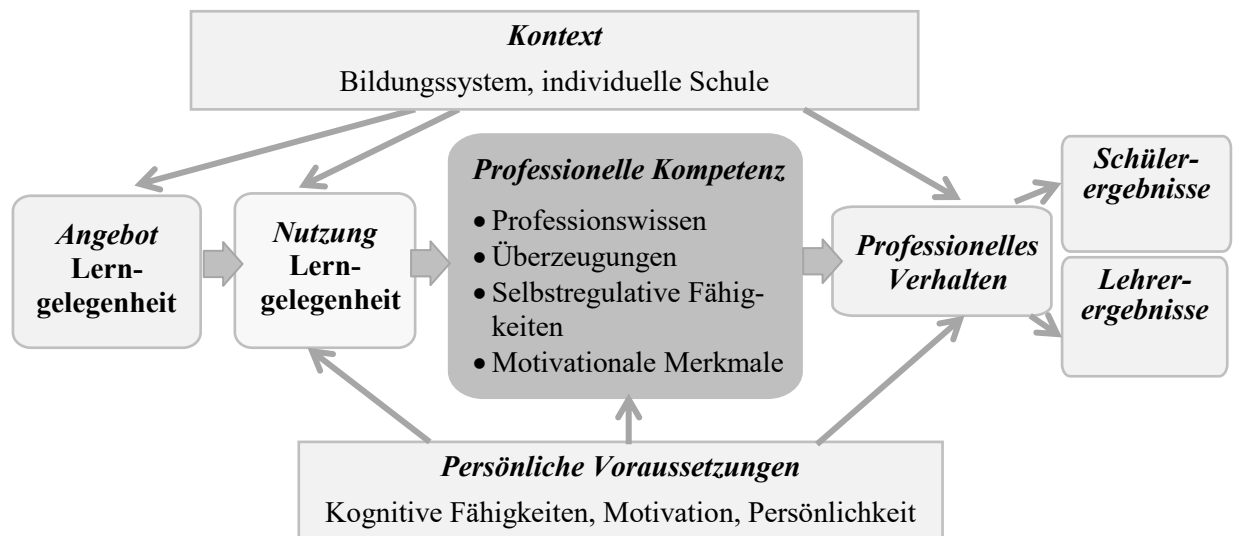 Kontext
Bildungssystem, individuelle Schule
Angebot
Lern-
gelegenheit
Nutzung
Lern-
gelegenheit
Professionelle Kompetenz
• Professionswissen
• Überzeugungen
• Selbstregulative Fähig-
keiten
• Motivationale Merkmale
Professionelles
Verhalten
Schüler-
ergebnisse
Lehrer-
ergebnisse
Persönliche Voraussetzungen
Kognitive Fähigkeiten, Motivation, Persönlichkeit